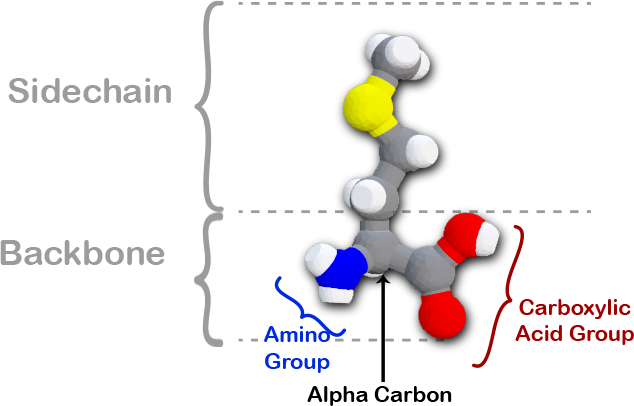 Sidechain
Backbone
Amino
Group
Alpha Carbon
Carboxylic
Acid Group